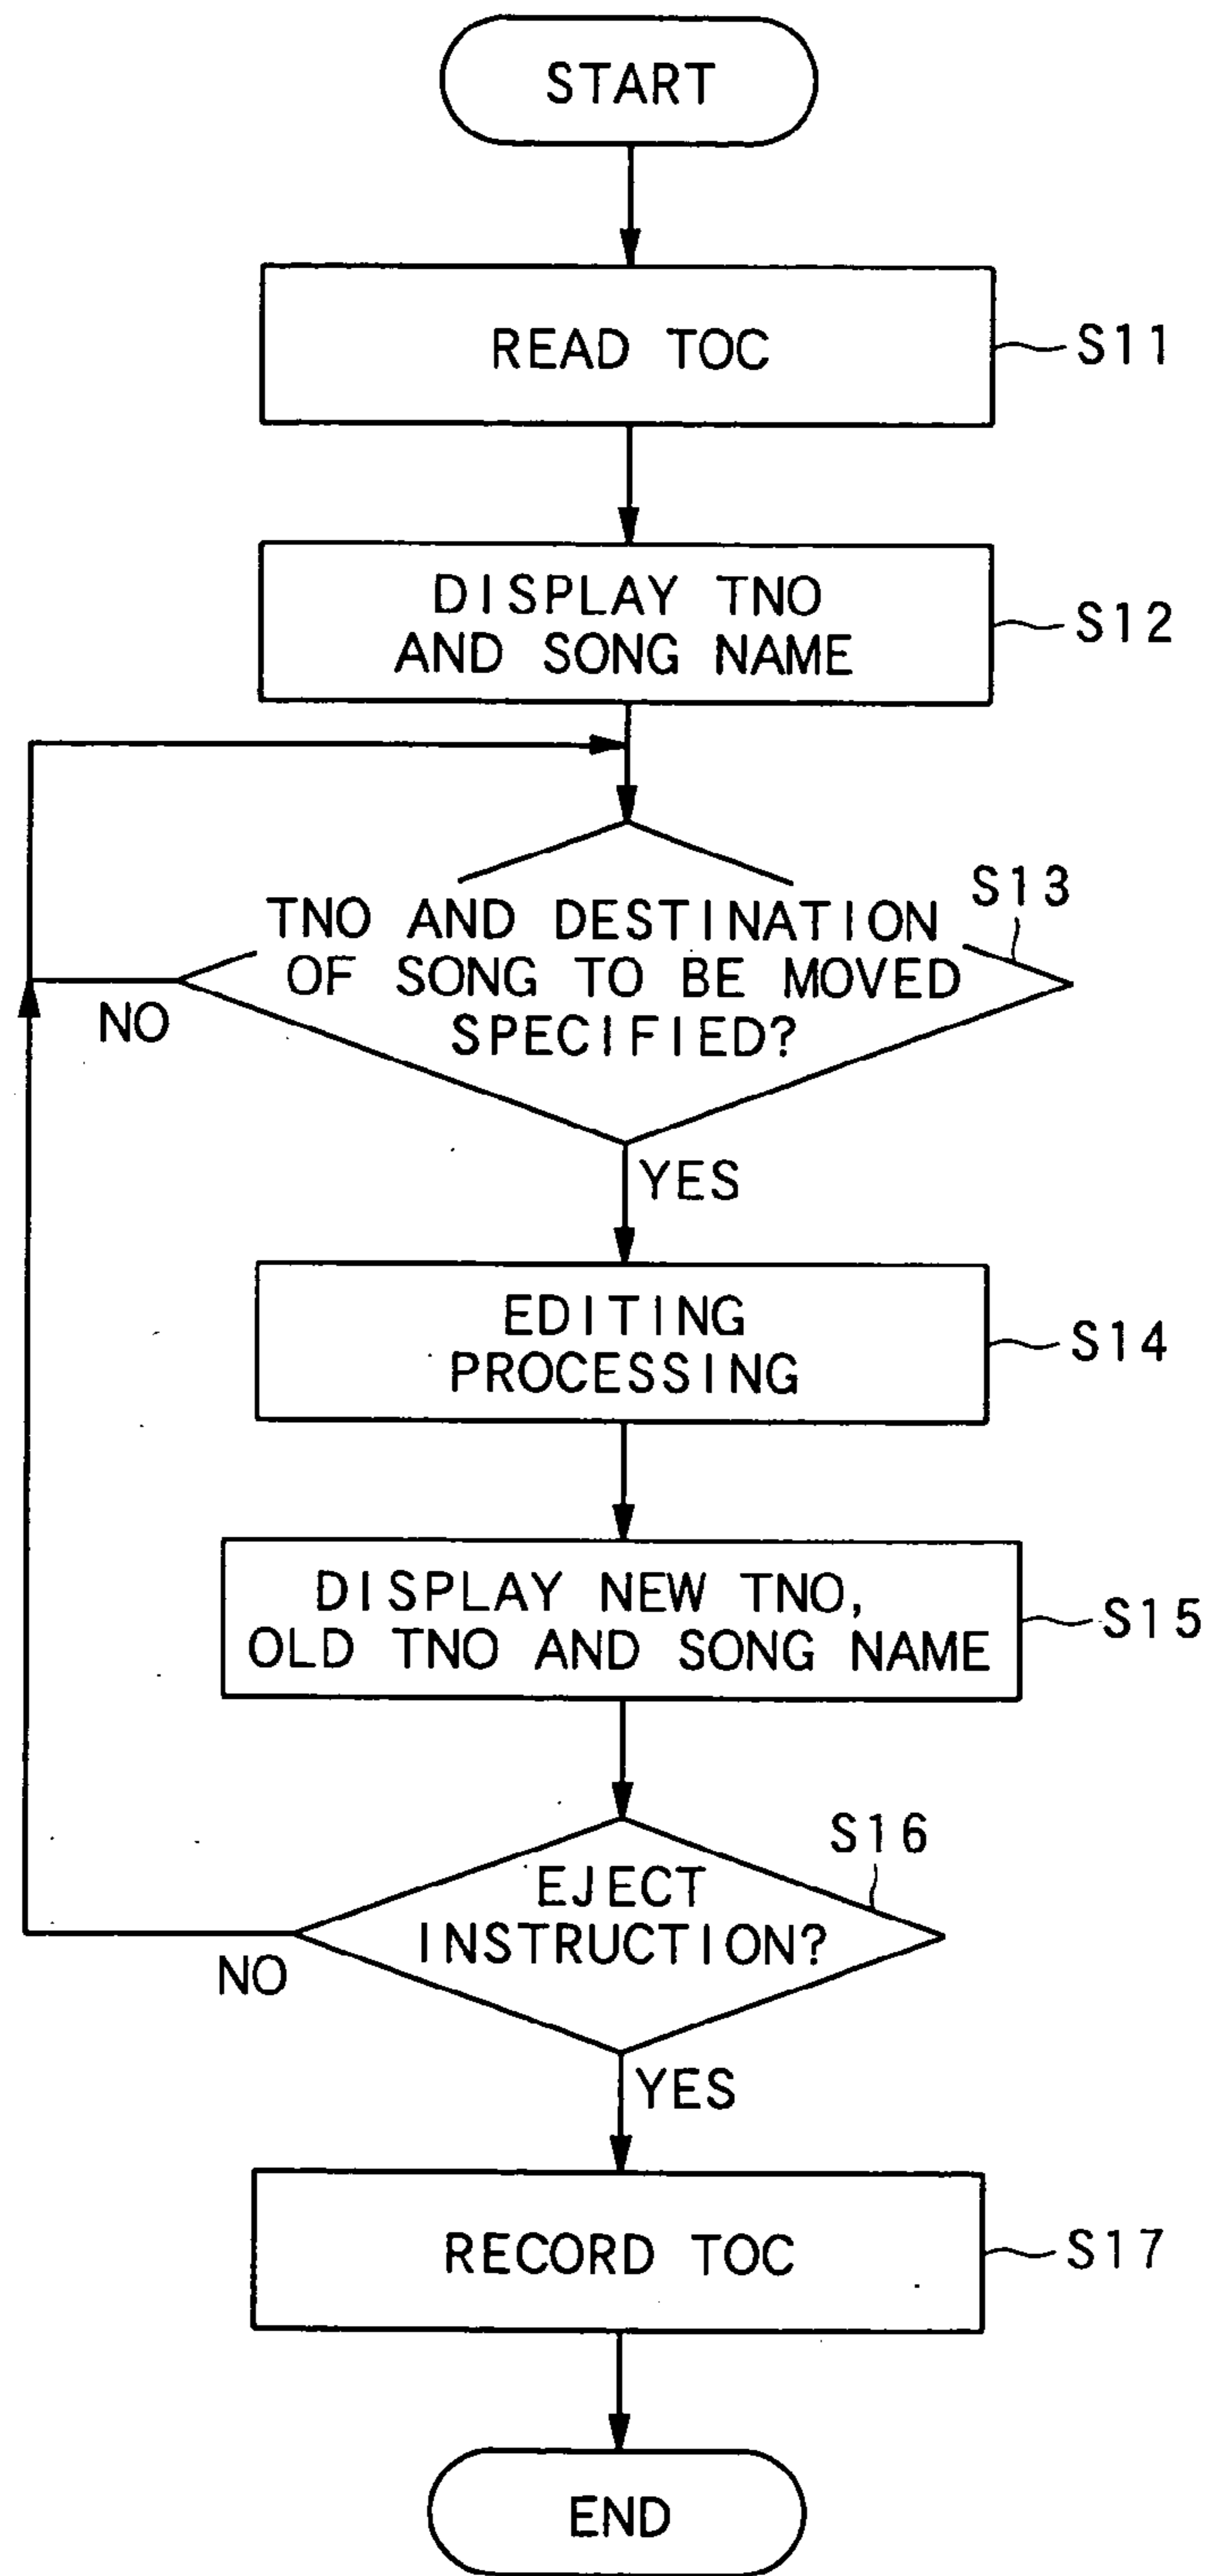 START
READ TOC
S11
DISPLAY TNO
AND SONG NAME
S12
S13
TNO AND DESTINATION
OF SONG TO BE MOVED
SPECIFIED?
NO
YES
EDITING
PROCESSING
S14
DISPLAY NEW TNO,
OLD TNO AND SONG NAME
S15
S16
EJECT
INSTRUCTION?
NO
YES
RECORD TOC
S17
END